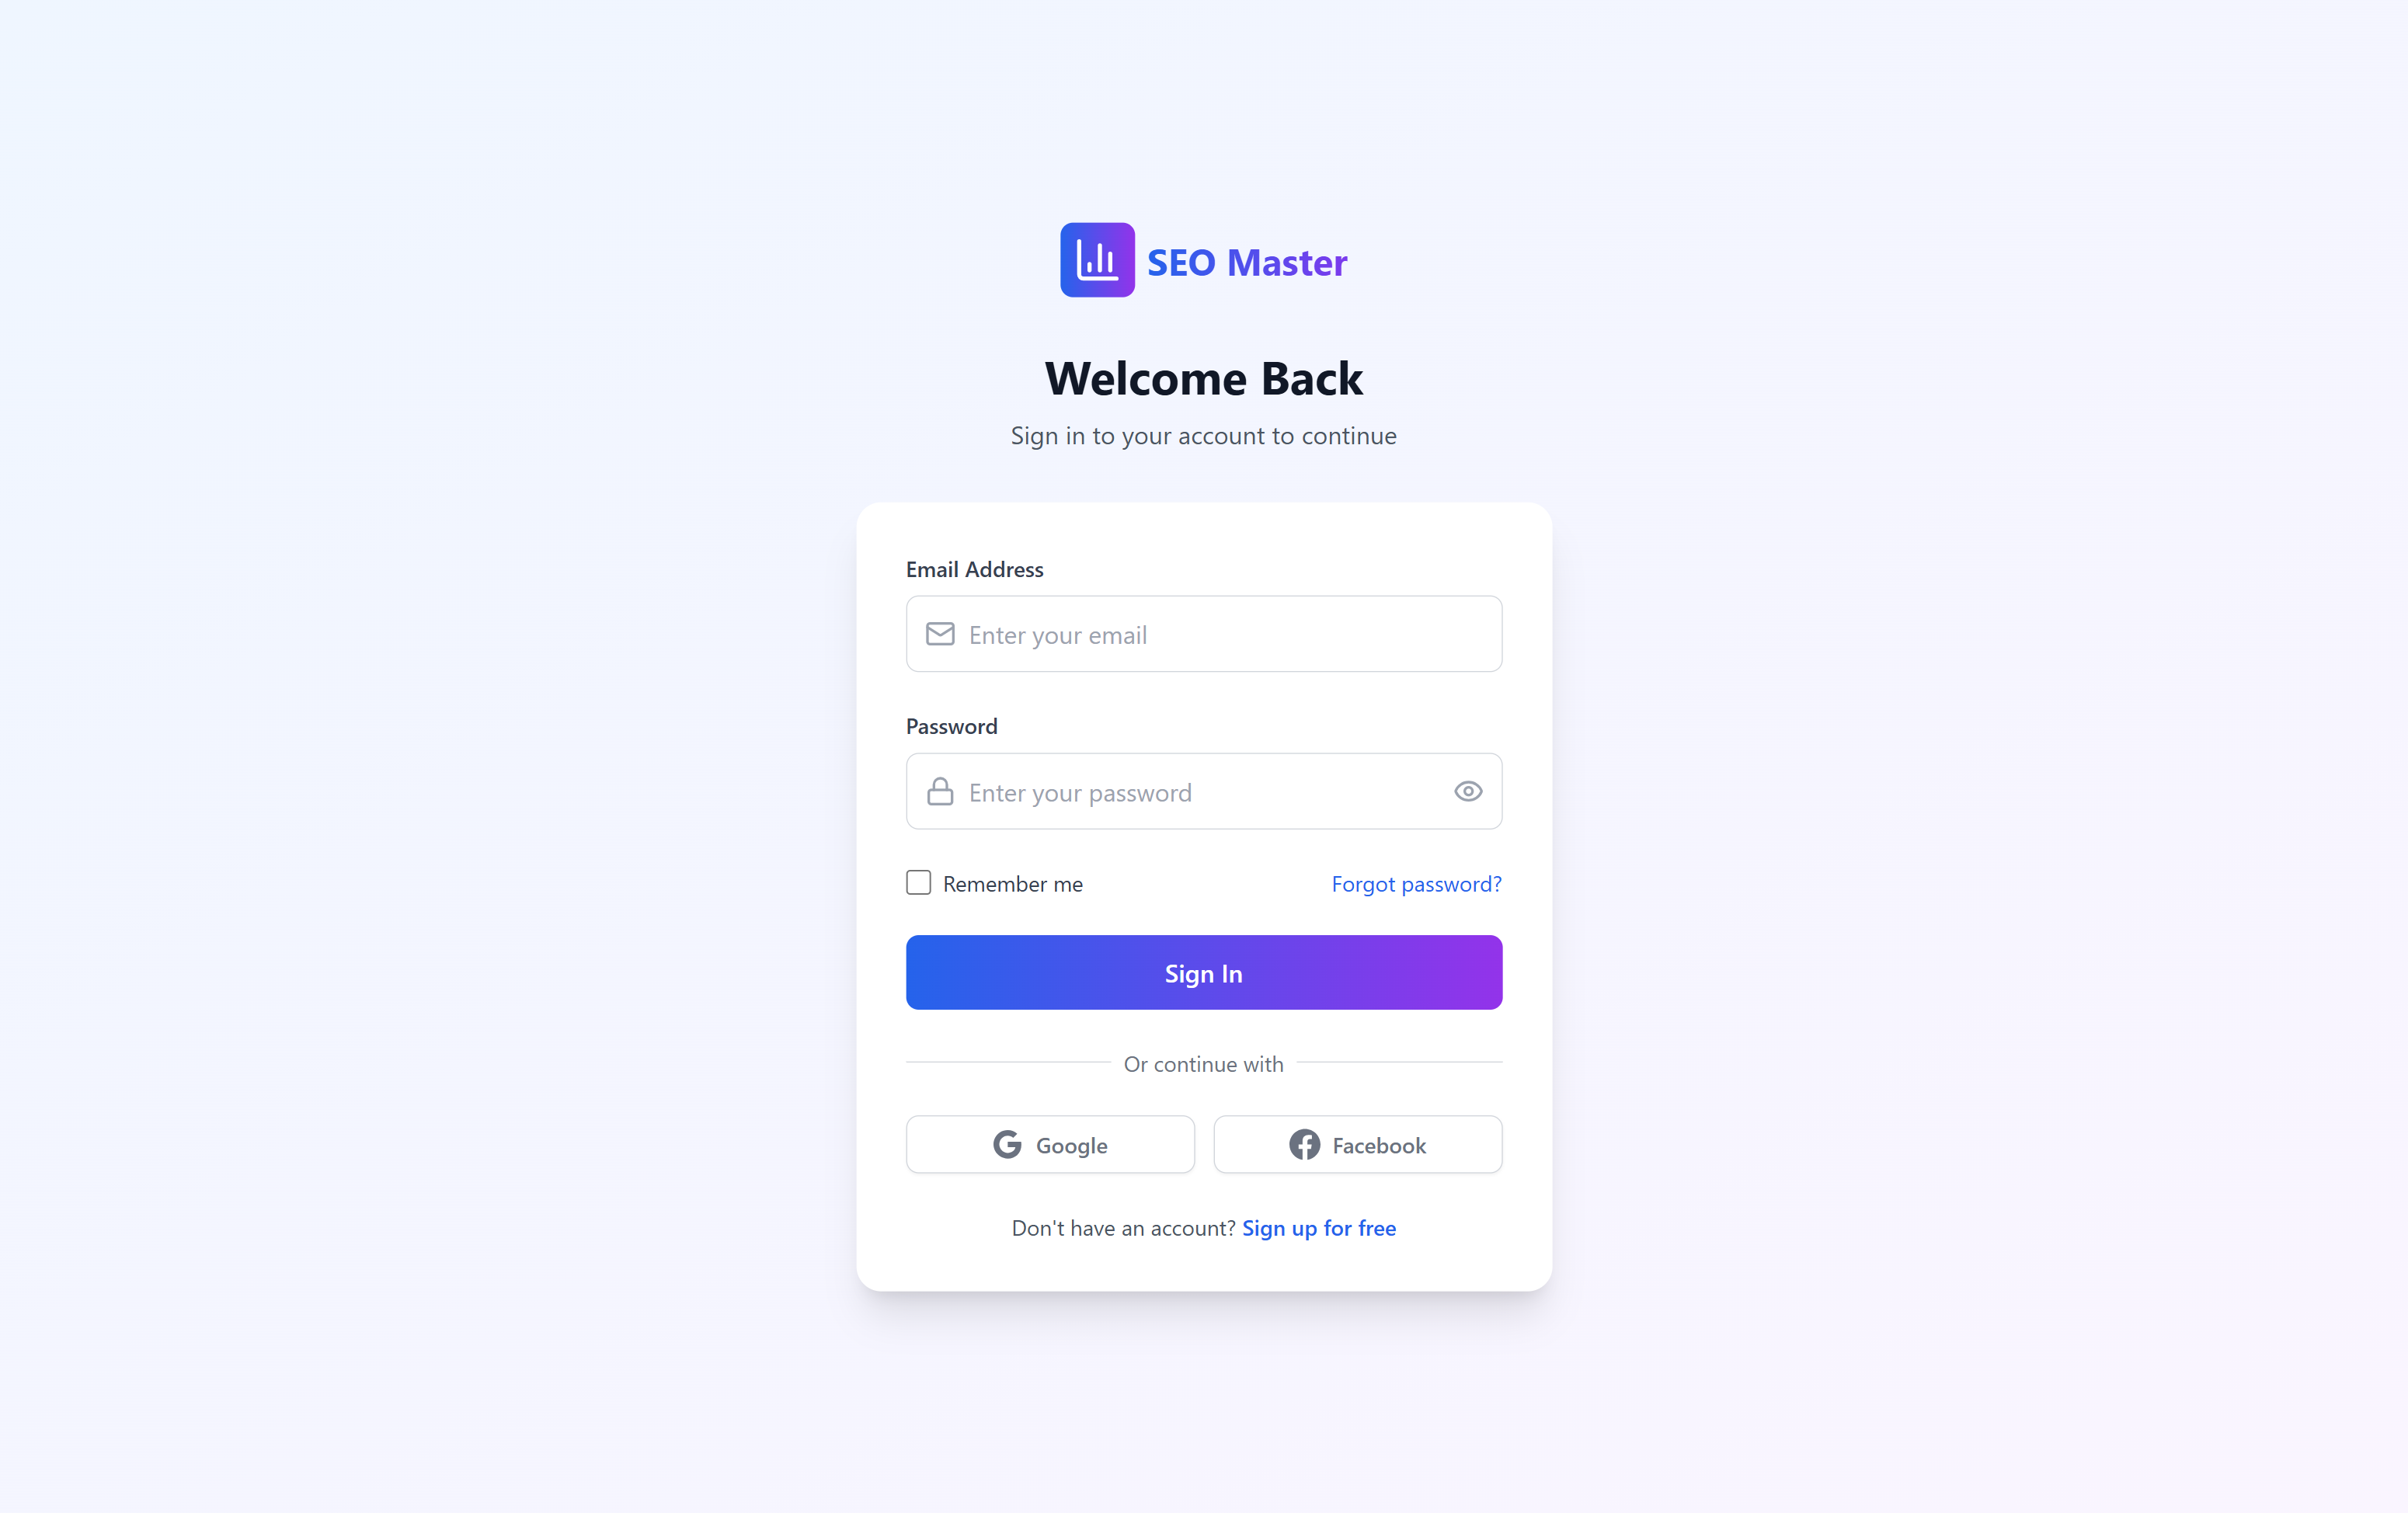 SEO Master
Welcome Back
Sign in to your account to continue
Email Address
Enter your email
Password
Enter your password
Remember me
Forgot password?
Sign In
Or continue with
Google
Facebook
Don't have an account? Sign up for free